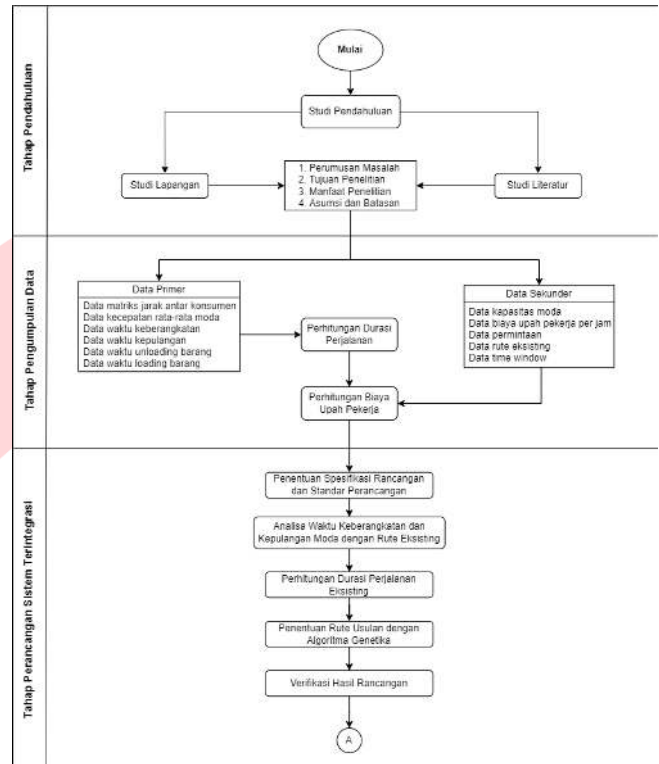 Tahap Pendahuluan
Mulai
Studi Pendahuluan
Studi Lapangan
1. Perumusan Masalah
2. Tujuan Penelitian
3. Manfaat Penelitian
4. Asumsi dan Batasan
Studi Literatur
Tahap Pengumpulan Data
Data Primer
Data matriks jarak antar konsumen
Data kecepatan rata-rata moda
Data waktu keberangkatan
Data waktu kepulangan
Data waktu unloading barang
Data waktu loading barang
Perhitungan Durasi
Perjalanan
Data Sekunder
Data kapasitas moda
Data biaya upah pekerja per jam
Data permintaan
Data rute eksisting
Data time window
Perhitungan Biaya
Upah Pekerja
Tahap Perancangan Sistem Terintegrasi
Penentuan Spesifikasi Rancangan
dan Standar Perancangan
Analisa Waktu Keberangkatan dan
Kepulangan Moda dengan Rute Eksisting
Perhitungan Durasi Perjalanan
Eksisting
Penentuan Rute Usulan dengan
Algoritma Genetika
Verifikasi Hasil Rancangan
A